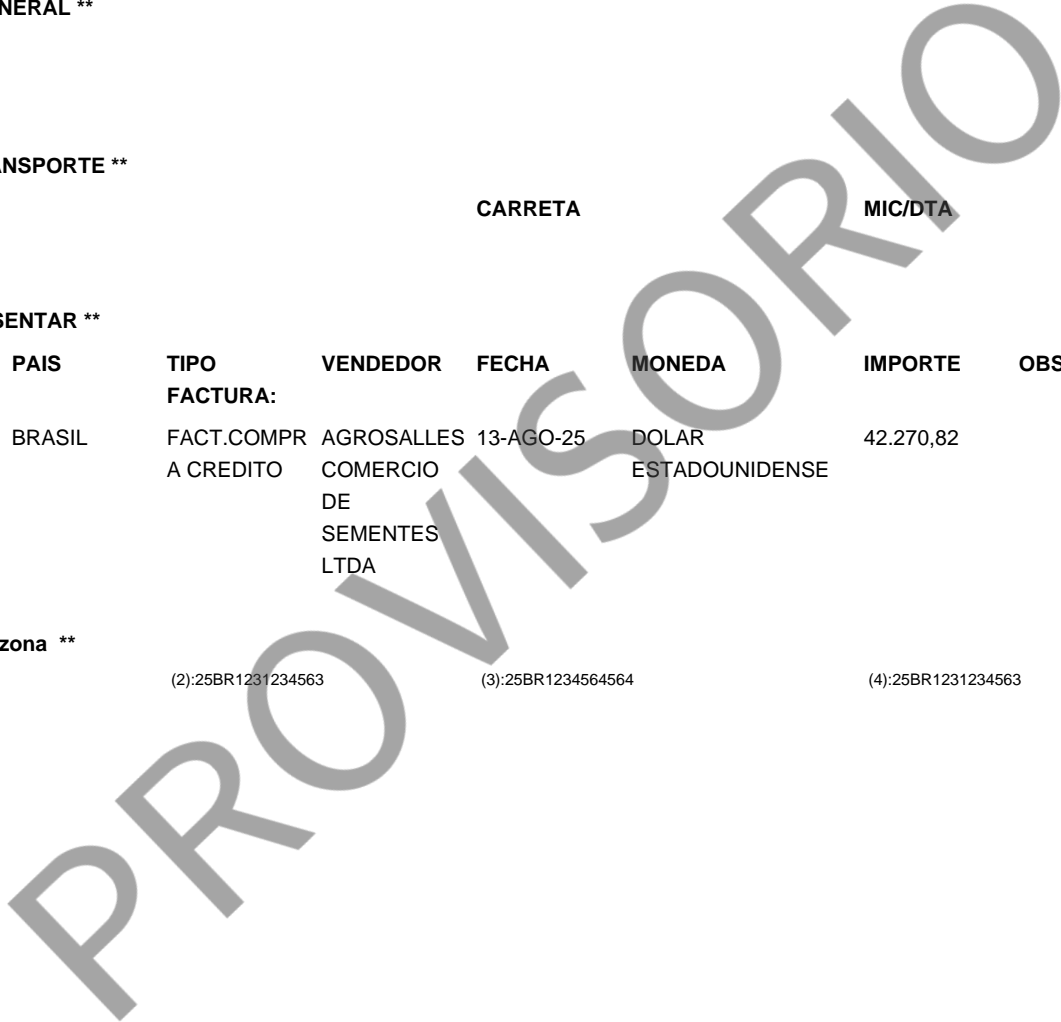 NERAL **
ANSPORTE **
CARRETA MIC/DTA
SENTAR **
PAIS TIPO VENDEDOR FECHA MONEDA IMPORTE OBS
FACTURA:
BRASIL FACT.COMPR AGROSALLES 13-AGO-25 DOLAR 42.270,82
A CREDITO COMERCIO ESTADOUNIDENSE
DE
SEMENTES
LTDA
zona **
(2):25BR1231234563 (3):25BR1234564564 (4):25BR1231234563
PROVISORIO